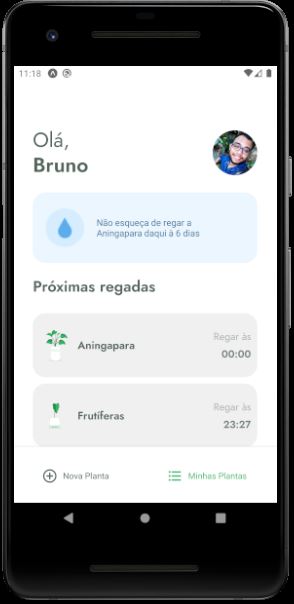 11:18
Olá,
Bruno
Não esqueça de regar a
Aningapara daqui à 6 dias
Próximas regadas
Aningapara
Regar às
00:00
Frutíferas
Regar às
23:27
Nova Planta
Minhas Plantas